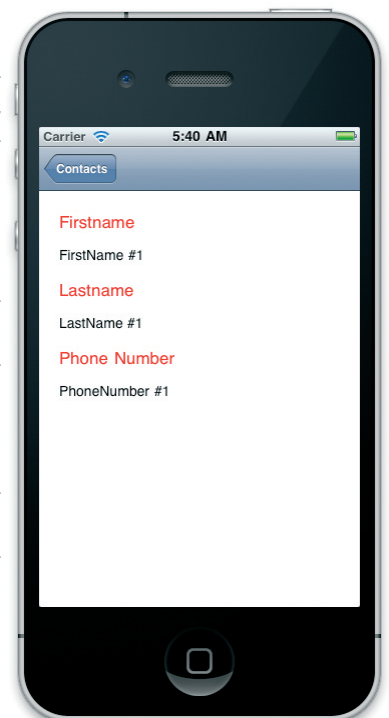 Carrier 5:40 AM
Contacts
Firstname
FirstName #1
Lastname
LastName #1
Phone Number
PhoneNumber #1